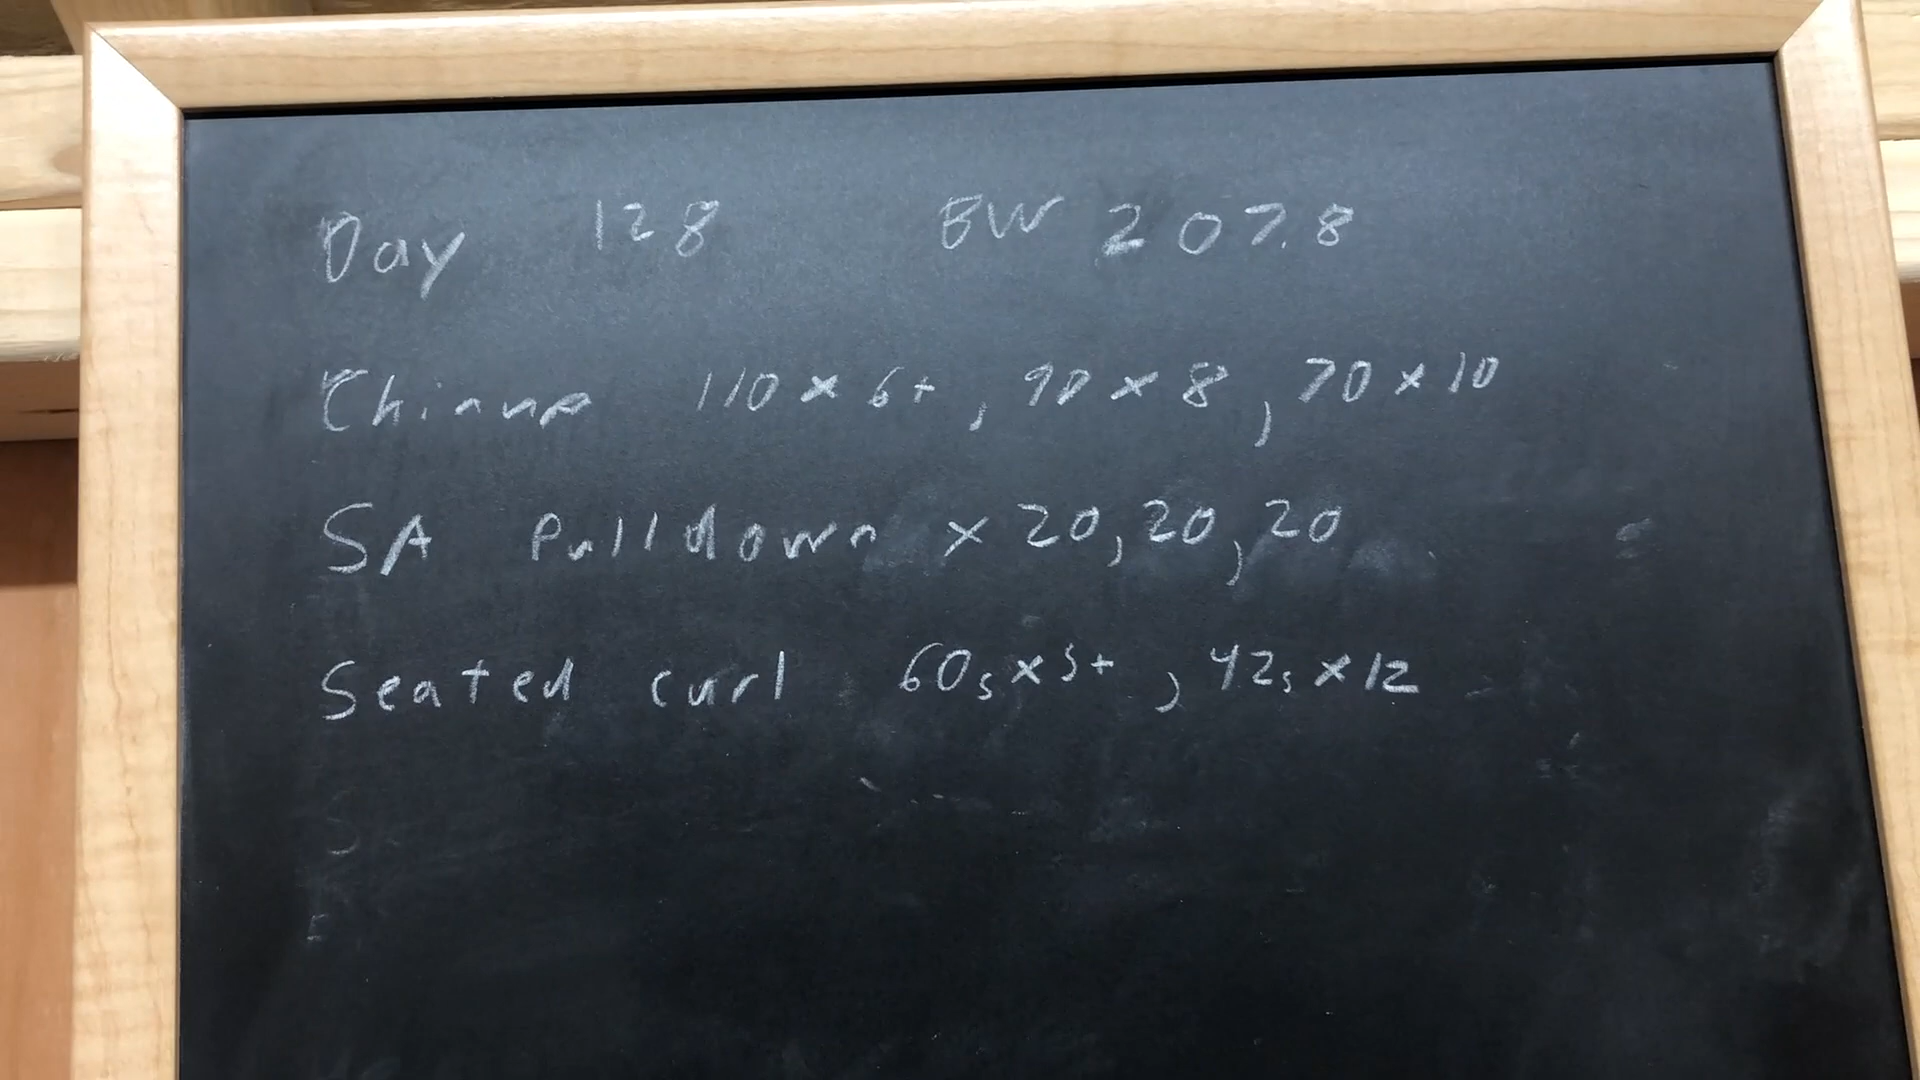 Day 128 BW 207.8
Chinup 110 x 6+, 90 x 8, 70 x 10
SA Pulldown x 20, 20, 20
Seated curl 60s x 5+, 42s x 12